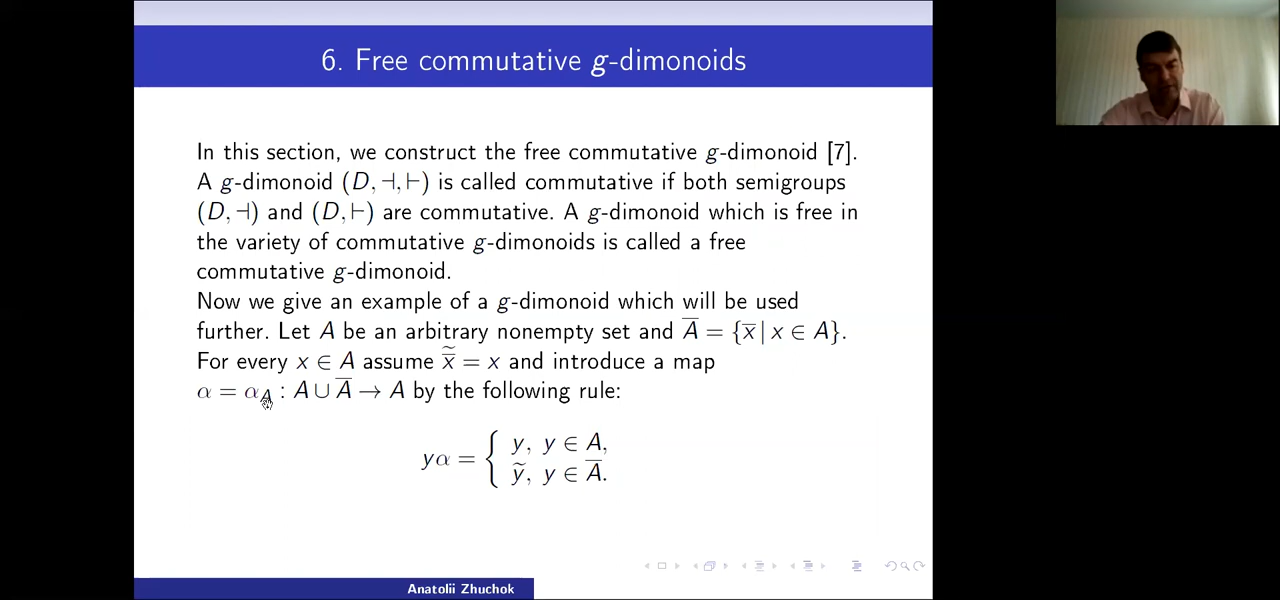 6. Free commutative g-dimonoids
In this section, we construct the free commutative g-dimonoid [7].
A g-dimonoid (D, ⊣, ⊢) is called commutative if both semigroups
(D, ⊣) and (D, ⊢) are commutative. A g-dimonoid which is free in
the variety of commutative g-dimonoids is called a free
commutative g-dimonoid.
Now we give an example of a g-dimonoid which will be used
further. Let A be an arbitrary nonempty set and A̅ = {x̅ | x ∈ A}.
For every x ∈ A assume x̅̃ = x and introduce a map
α = α_A : A ∪ A̅ → A by the following rule:
yα = { y, y ∈ A,
ỹ, y ∈ A̅.
Anatolii Zhuchok